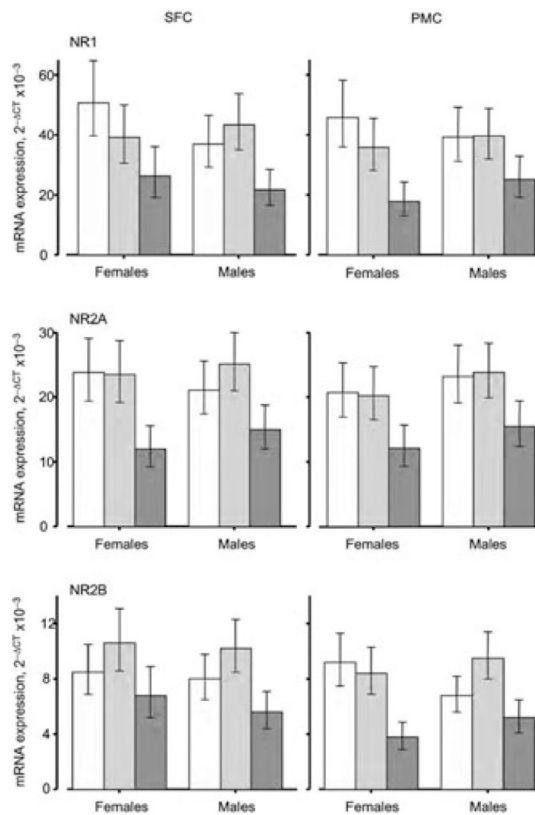 SFC PMC
NR1
mRNA expression, 2⁻ΔCT x10⁻³
60
40
20
0
Females Males Females Males
NR2A
mRNA expression, 2⁻ΔCT x10⁻³
30
20
10
0
Females Males Females Males
NR2B
mRNA expression, 2⁻ΔCT x10⁻³
12
8
4
0
Females Males Females Males